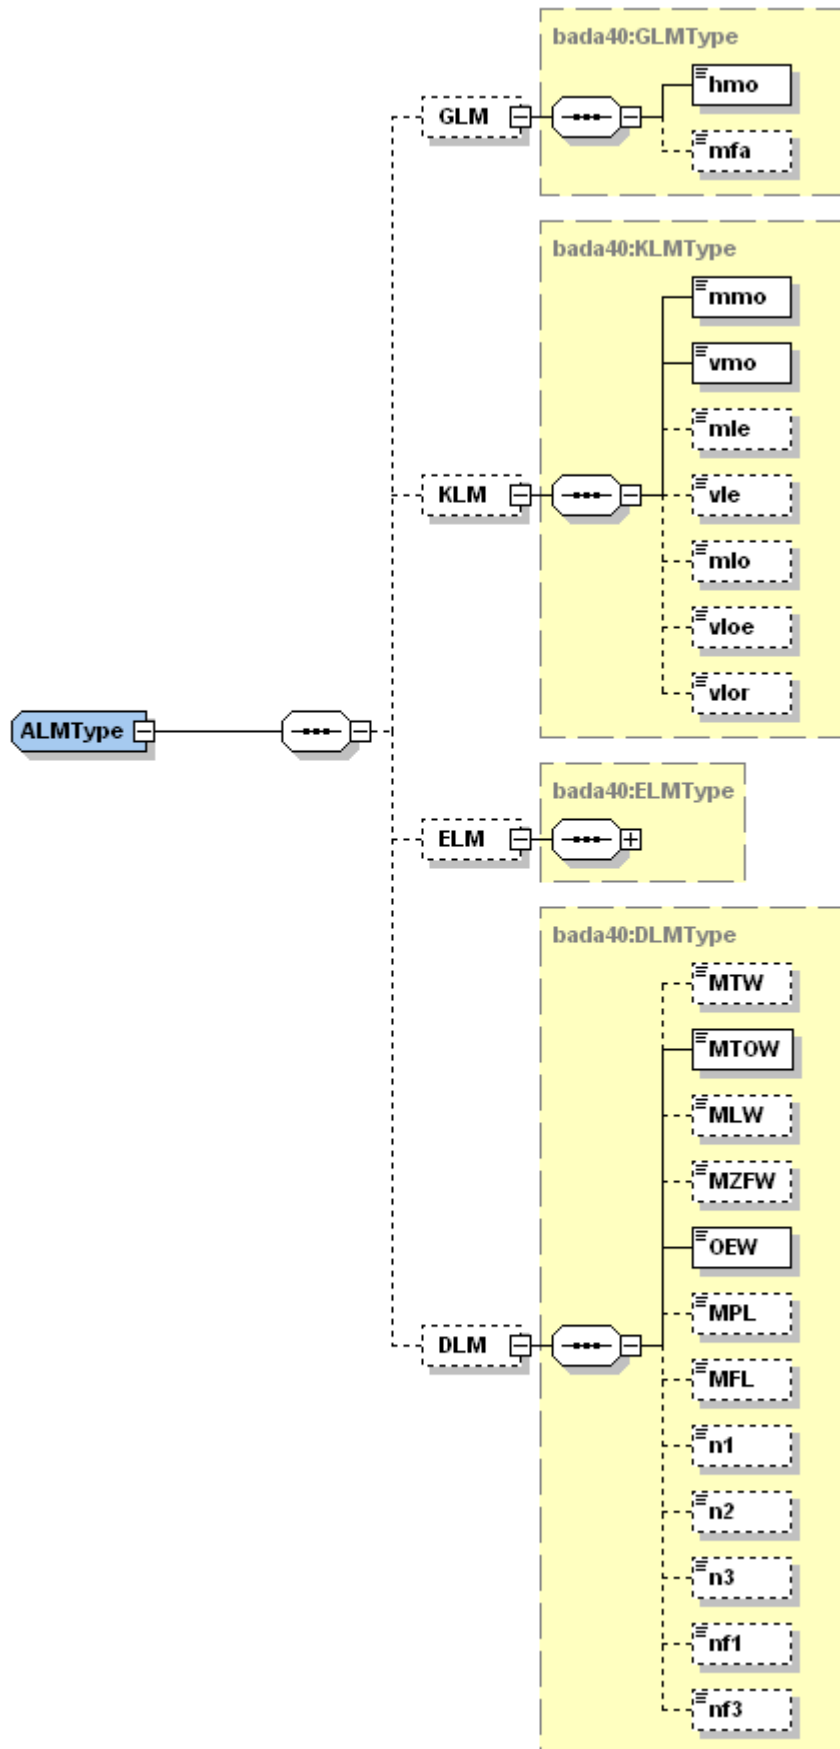 ALMType
GLM
bada40:GLMType
hmo
mfa
KLM
bada40:KLMType
mmo
vmo
mle
vle
mlo
vloe
vlor
ELM
bada40:ELMType
DLM
bada40:DLMType
MTW
MTOW
MLW
MZFW
OEW
MPL
MFL
n1
n2
n3
nf1
nf3